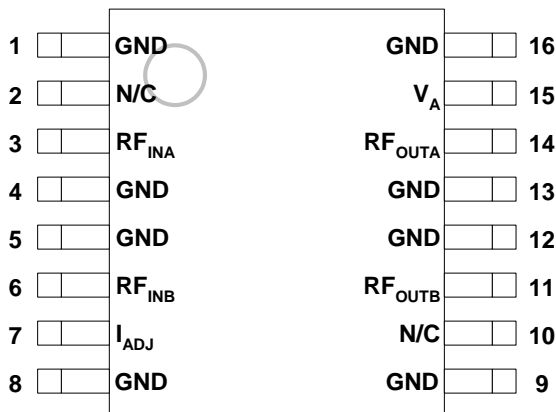 1 GND GND 16
2 N/C V_A 15
3 RF_INA RF_OUTA 14
4 GND GND 13
5 GND GND 12
6 RF_INB RF_OUTB 11
7 I_ADJ N/C 10
8 GND GND 9